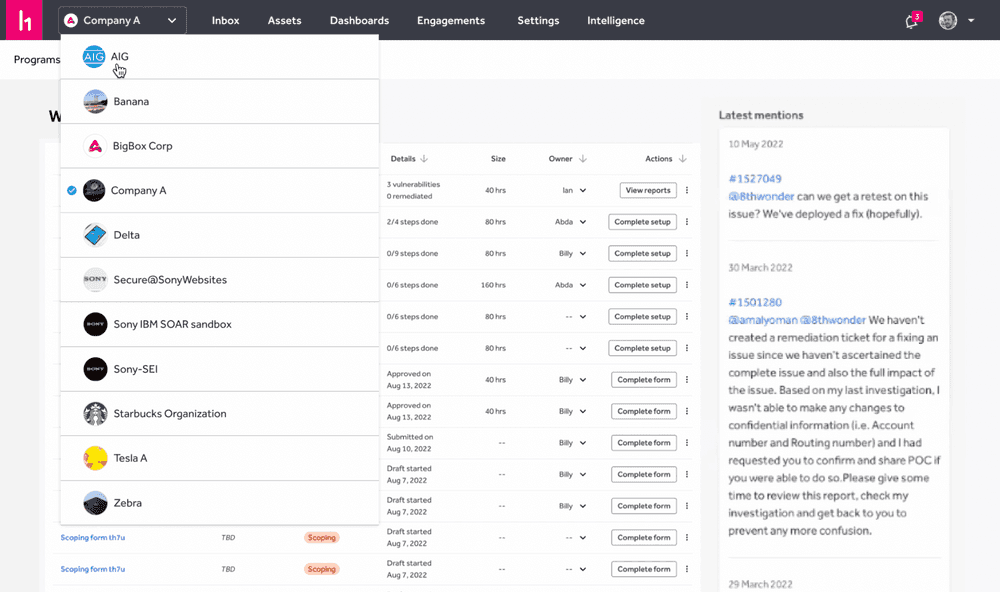 h
Company A
Inbox
Assets
Dashboards
Engagements
Settings
Intelligence
3
Programs
AIG AIG
Banana
BigBox Corp
Company A
Delta
SONY Secure@SonyWebsites
SONY Sony IBM SOAR sandbox
SONY Sony-SEI
Starbucks Organization
Tesla A
Zebra
W
Details
Size
Owner
Actions
3 vulnerabilities
0 remediated
40 hrs
Ian
View reports
2/4 steps done
80 hrs
Abda
Complete setup
0/9 steps done
80 hrs
Billy
Complete setup
0/6 steps done
160 hrs
Abda
Complete setup
0/6 steps done
80 hrs
--
Complete setup
0/6 steps done
80 hrs
--
Complete setup
Approved on
Aug 13, 2022
40 hrs
Billy
Complete form
Approved on
Aug 13, 2022
40 hrs
Billy
Complete form
Submitted on
Aug 10, 2022
--
Billy
Complete form
Draft started
Aug 7, 2022
--
Billy
Complete form
Draft started
Aug 7, 2022
--
Billy
Complete form
Scoping form th7u
TBD
Scoping
Draft started
Aug 7, 2022
--
--
Complete form
Scoping form th7u
TBD
Scoping
Draft started
Aug 7, 2022
--
--
Complete form
Latest mentions
10 May 2022
#1527049
@8thwonder can we get a retest on this
issue? We've deployed a fix (hopefully).
30 March 2022
#1501280
@amalyoman @8thwonder We haven't
created a remediation ticket for a fixing an
issue since we haven't ascertained the
complete issue and also the full impact of
the issue. Based on my last investigation, I
wasn't able to make any changes to
confidential information (i.e. Account
number and Routing number) and I had
requested you to confirm and share POC if
you were able to do so.Please give some
time to review this report, check my
investigation and get back to you to
prevent any more confusion.
29 March 2022